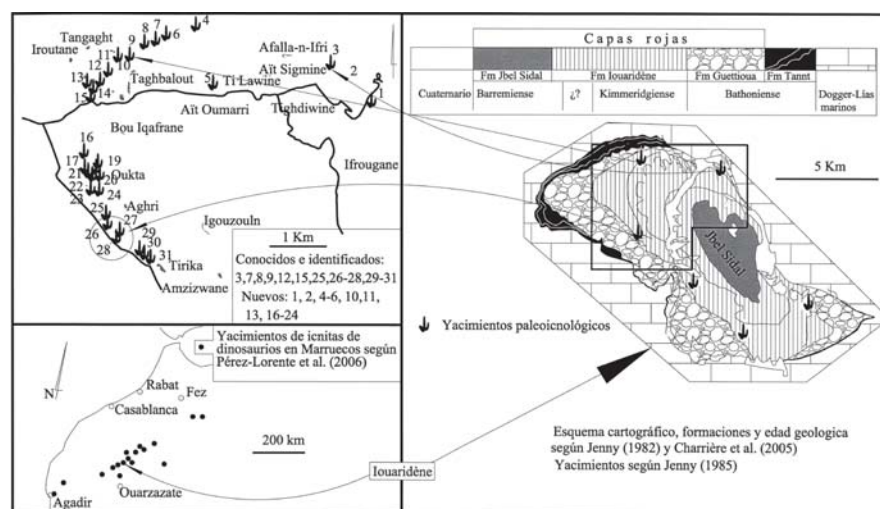 4
7
8
6
9
Tangaght
12
11
Iroutane
10
Afalla-n-Ifri
3
13
Taghbalout
5
Ti Lawine
Aït Sigmine
2
14
15
Aït Oumarri
Tighdiwine
1
Bou Iqafrane
16
17
19
Ifrougane
21
Oukta
20
22
23
24
25
Aghri
27
Igouzouln
26
29
1 Km
28
30
31
Tirika
Amzizwane
Conocidos e identificados:
3,7,8,9,12,15,25,26-28,29-31
Nuevos: 1, 2, 4-6, 10,11,
13, 16-24
Yacimientos de icnitas de
dinosaurios en Marruecos según
Pérez-Lorente et al. (2006)
N
Rabat
Fez
Casablanca
200 km
Iouaridène
Ouarzazate
Agadir
Capas rojas
Fm Jbel Sidal
Fm Iouaridène
Fm Guettioua
Fm Tannt
Cuaternario
Barremiense
¿?
Kimmeridgiense
Bathoniense
Dogger-Lías
marinos
5 Km
Jbel Sidal
Yacimientos paleoicnológicos
Esquema cartográfico, formaciones y edad geologica
según Jenny (1982) y Charrière et al. (2005)
Yacimientos según Jenny (1985)